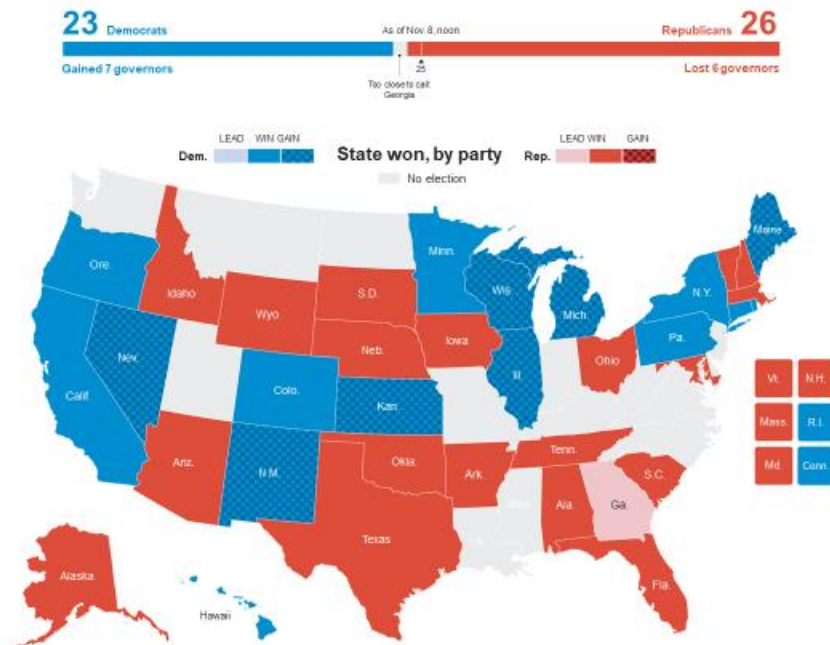 23 Democrats
As of Nov. 8, noon
Republicans 26
Gained 7 governors
25
Lost 6 governors
Too close to call:
Georgia
LEAD WIN GAIN
Dem.
State won, by party
LEAD WIN GAIN
Rep.
No election
Ore.
Idaho
Wyo.
S.D.
Minn.
Wis.
Mich.
Maine
N.Y.
Pa.
Nev.
Calif.
Colo.
Neb.
Iowa
Ill.
Ohio
Kan.
Vt.
N.H.
Mass.
R.I.
Md.
Conn.
Ariz.
N.M.
Okla.
Ark.
Tenn.
S.C.
Texas
Ala.
Ga.
Fla.
Alaska
Hawaii